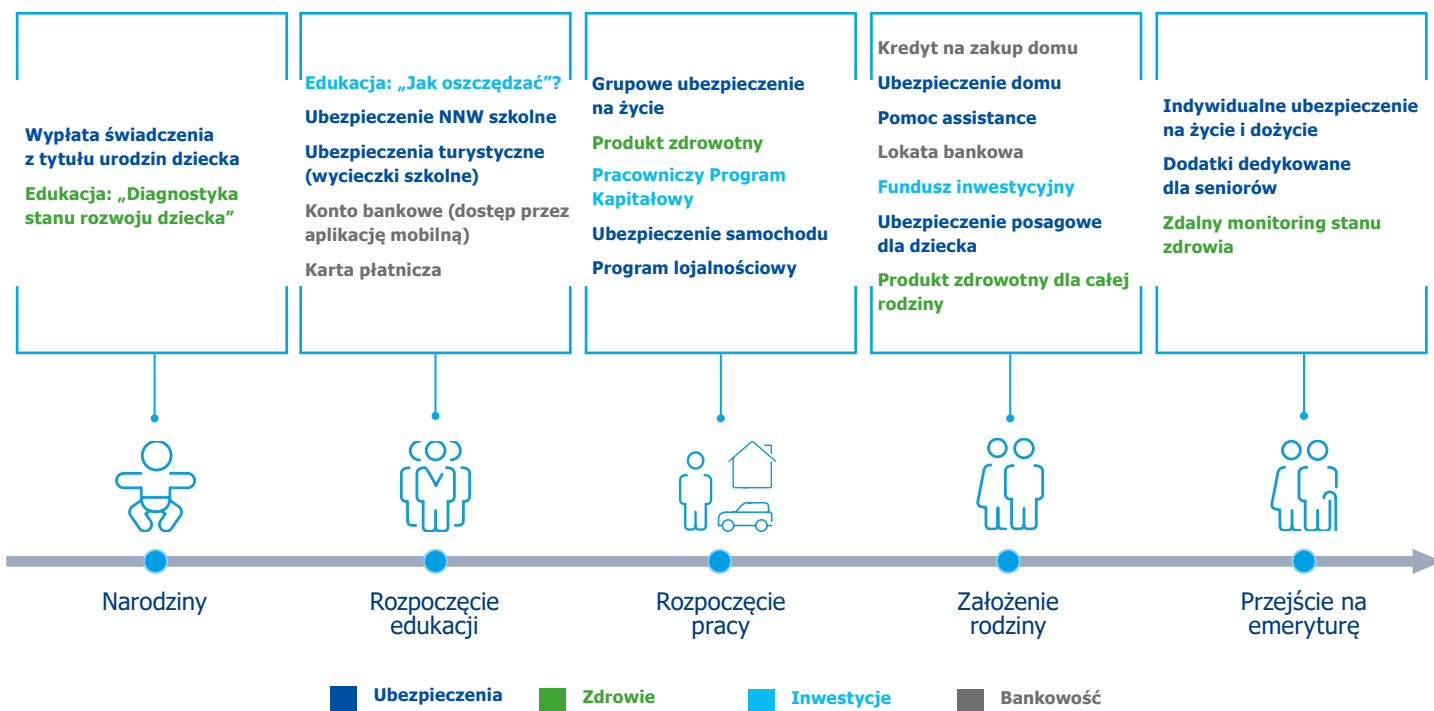 Wypłata świadczenia
z tytułu urodzin dziecka
Edukacja: „Diagnostyka
stanu rozwoju dziecka”
Edukacja: „Jak oszczędzać”?
Ubezpieczenie NNW szkolne
Ubezpieczenia turystyczne
(wycieczki szkolne)
Konto bankowe (dostęp przez
aplikację mobilną)
Karta płatnicza
Grupowe ubezpieczenie
na życie
Produkt zdrowotny
Pracowniczy Program
Kapitałowy
Ubezpieczenie samochodu
Program lojalnościowy
Kredyt na zakup domu
Ubezpieczenie domu
Pomoc assistance
Lokata bankowa
Fundusz inwestycyjny
Ubezpieczenie posagowe
dla dziecka
Produkt zdrowotny dla całej
rodziny
Indywidualne ubezpieczenie
na życie i dożycie
Dodatki dedykowane
dla seniorów
Zdalny monitoring stanu
zdrowia
Narodziny
Rozpoczęcie
edukacji
Rozpoczęcie
pracy
Założenie
rodziny
Przejście na
emeryturę
Ubezpieczenia
Zdrowie
Inwestycje
Bankowość